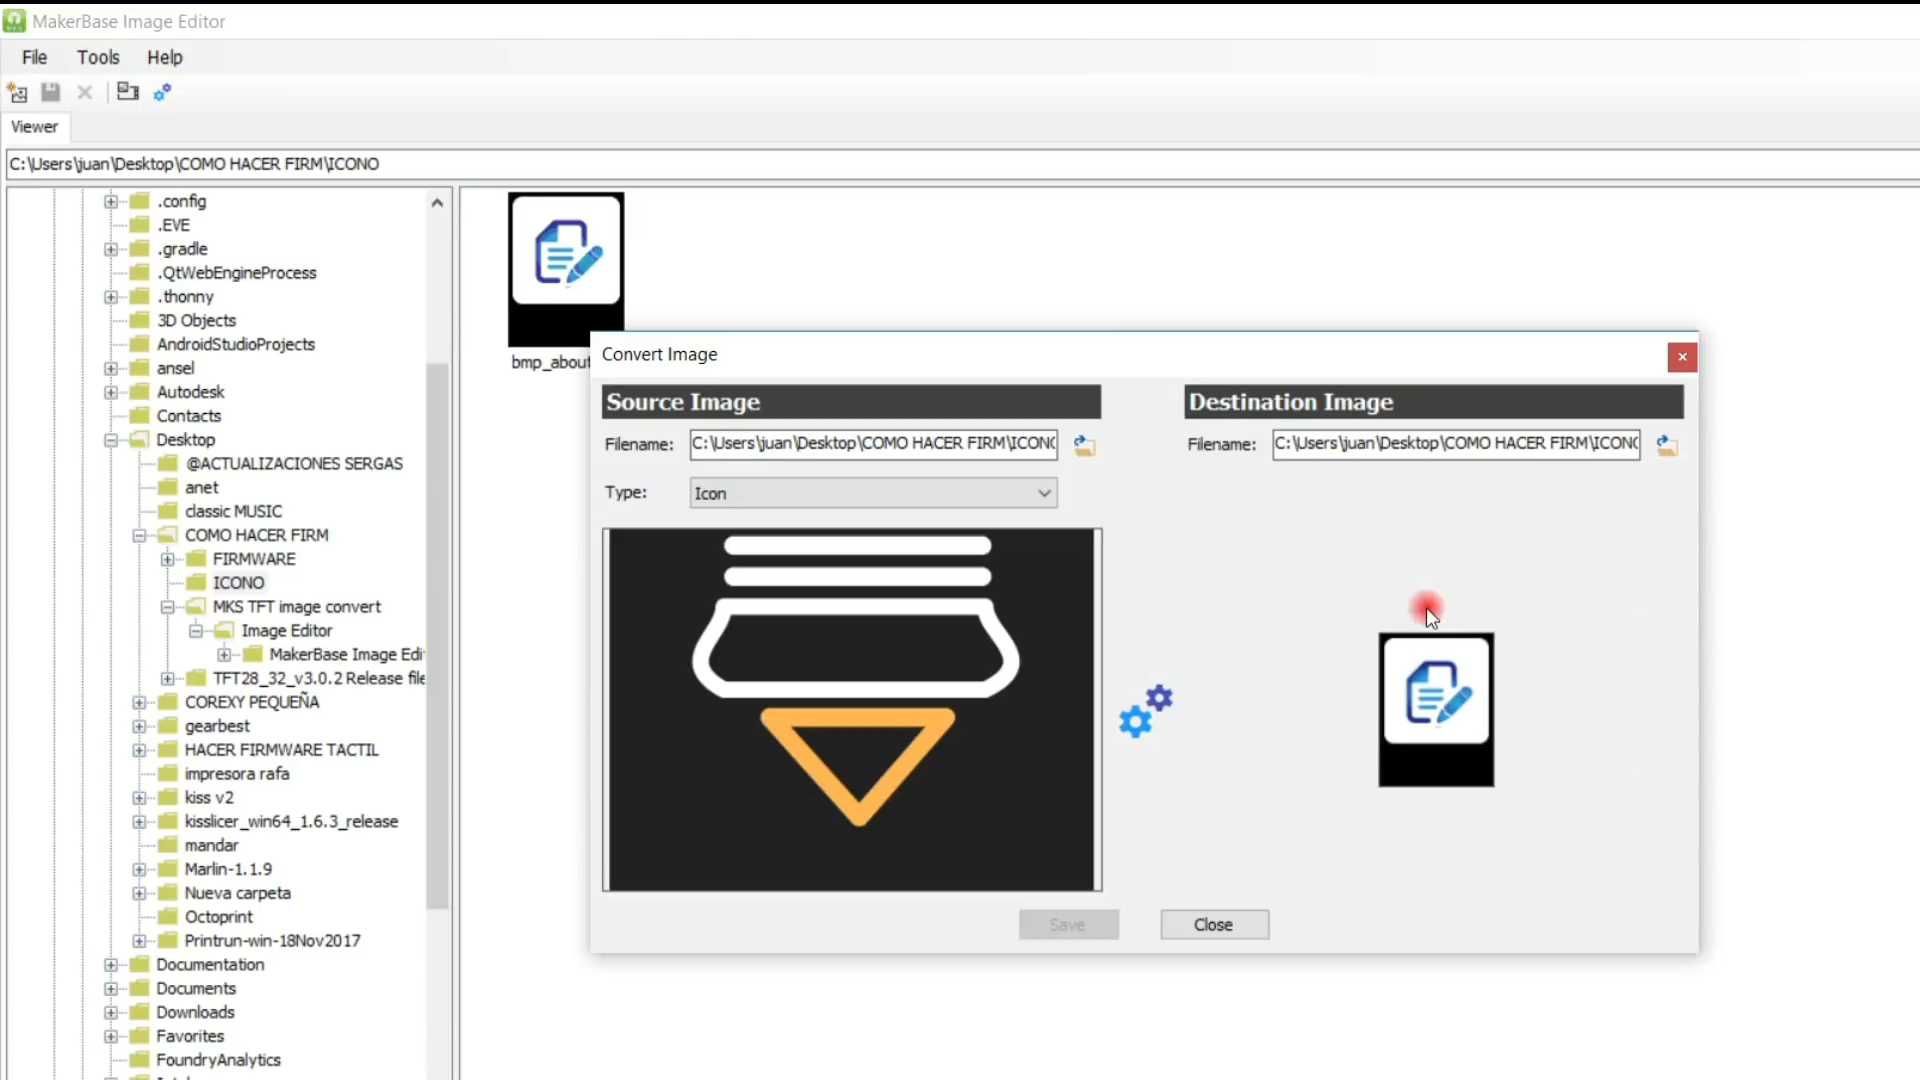 MakerBase Image Editor
File Tools Help
Viewer
C:\Users\juan\Desktop\COMO HACER FIRM\ICONO
.config
.EVE
.gradle
.QtWebEngineProcess
.thonny
3D Objects
AndroidStudioProjects
ansel
Autodesk
Contacts
Desktop
@ACTUALIZACIONES SERGAS
anet
classic MUSIC
COMO HACER FIRM
FIRMWARE
ICONO
MKS TFT image convert
Image Editor
MakerBase Image Edi
TFT28_32_v3.0.2 Release file
COREXY PEQUEÑA
gearbest
HACER FIRMWARE TACTIL
impresora rafa
kiss v2
kisslicer_win64_1.6.3_release
mandar
Marlin-1.1.9
Nueva carpeta
Octoprint
Printrun-win-18Nov2017
Documentation
Documents
Downloads
Favorites
FoundryAnalytics
bmp_about
Convert Image
Source Image
Filename: C:\Users\juan\Desktop\COMO HACER FIRM\ICONO
Type: Icon
Destination Image
Filename: C:\Users\juan\Desktop\COMO HACER FIRM\ICONO
Save Close